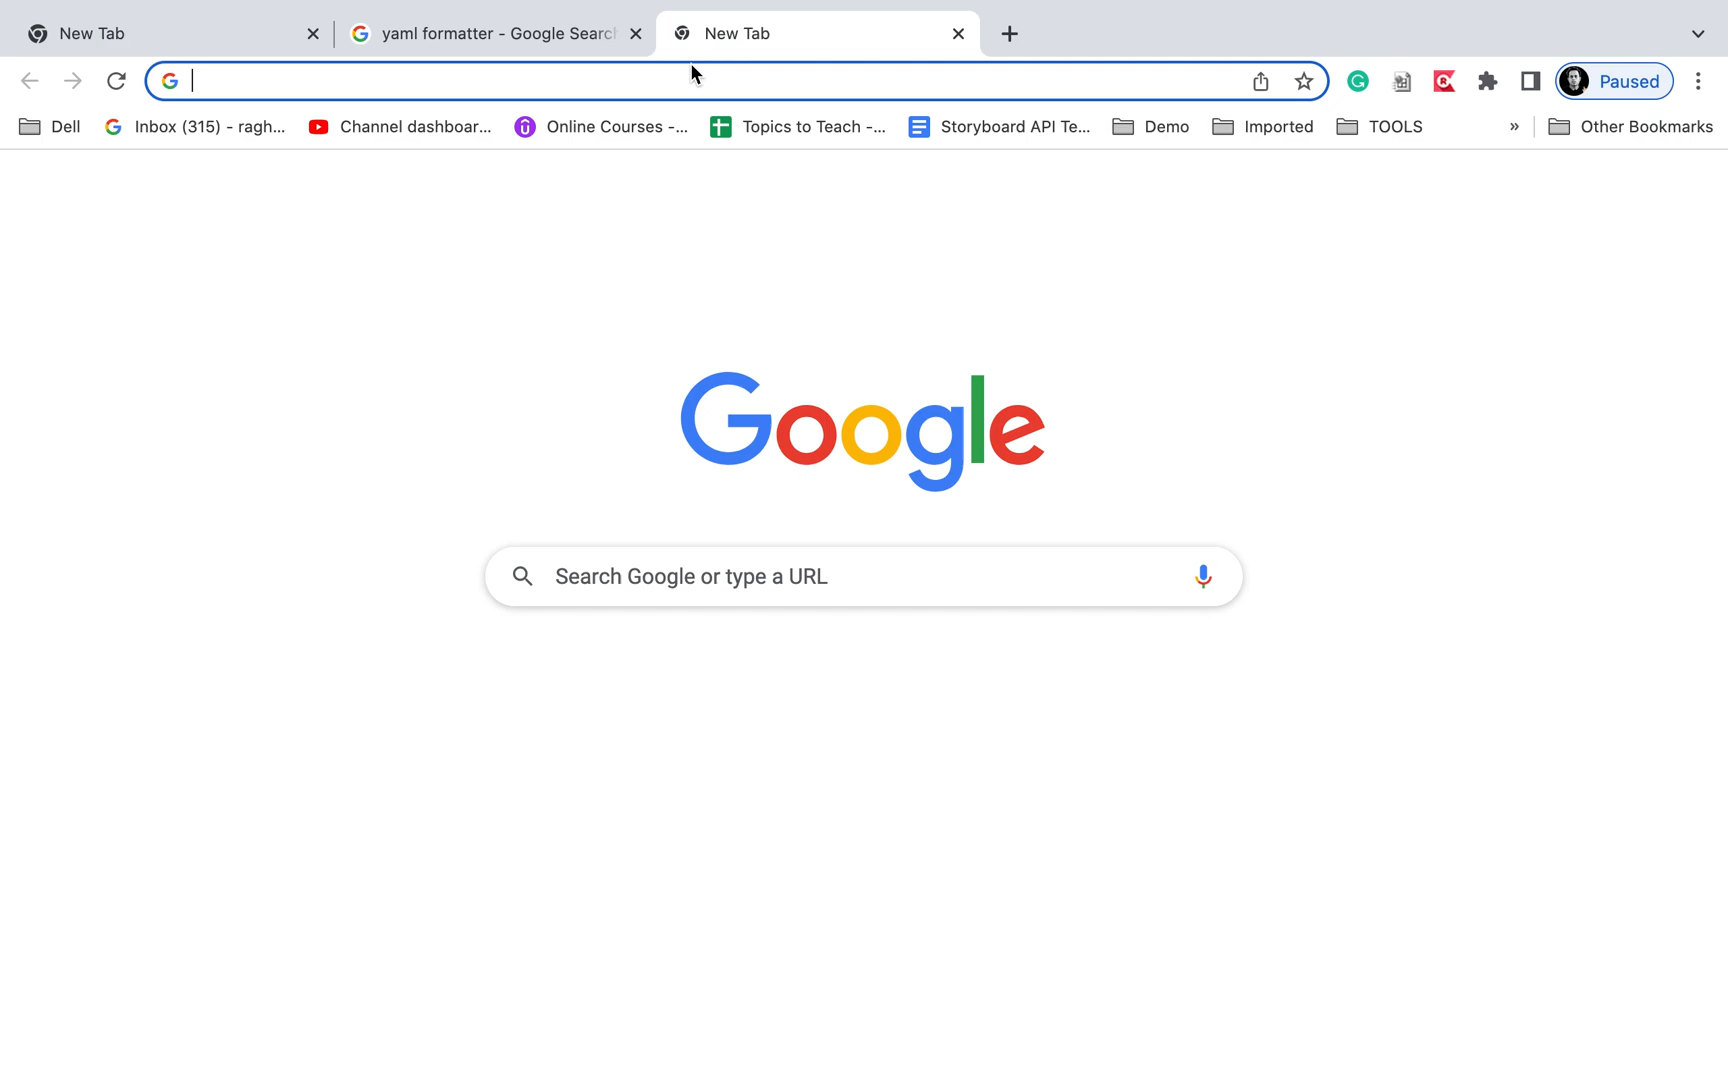 New Tab
yaml formatter - Google Search
New Tab
Paused
Dell
Inbox (315) - ragh...
Channel dashboar...
Online Courses -...
Topics to Teach -...
Storyboard API Te...
Demo
Imported
TOOLS
»
Other Bookmarks
Google
Search Google or type a URL